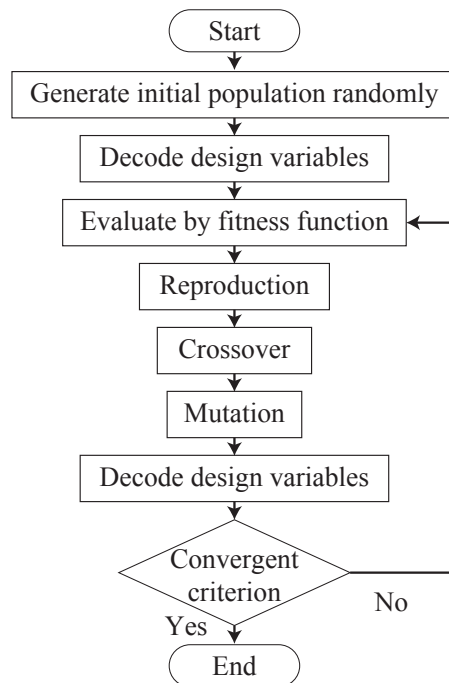 Start
Generate initial population randomly
Decode design variables
Evaluate by fitness function
Reproduction
Crossover
Mutation
Decode design variables
Convergent
criterion
No
Yes
End